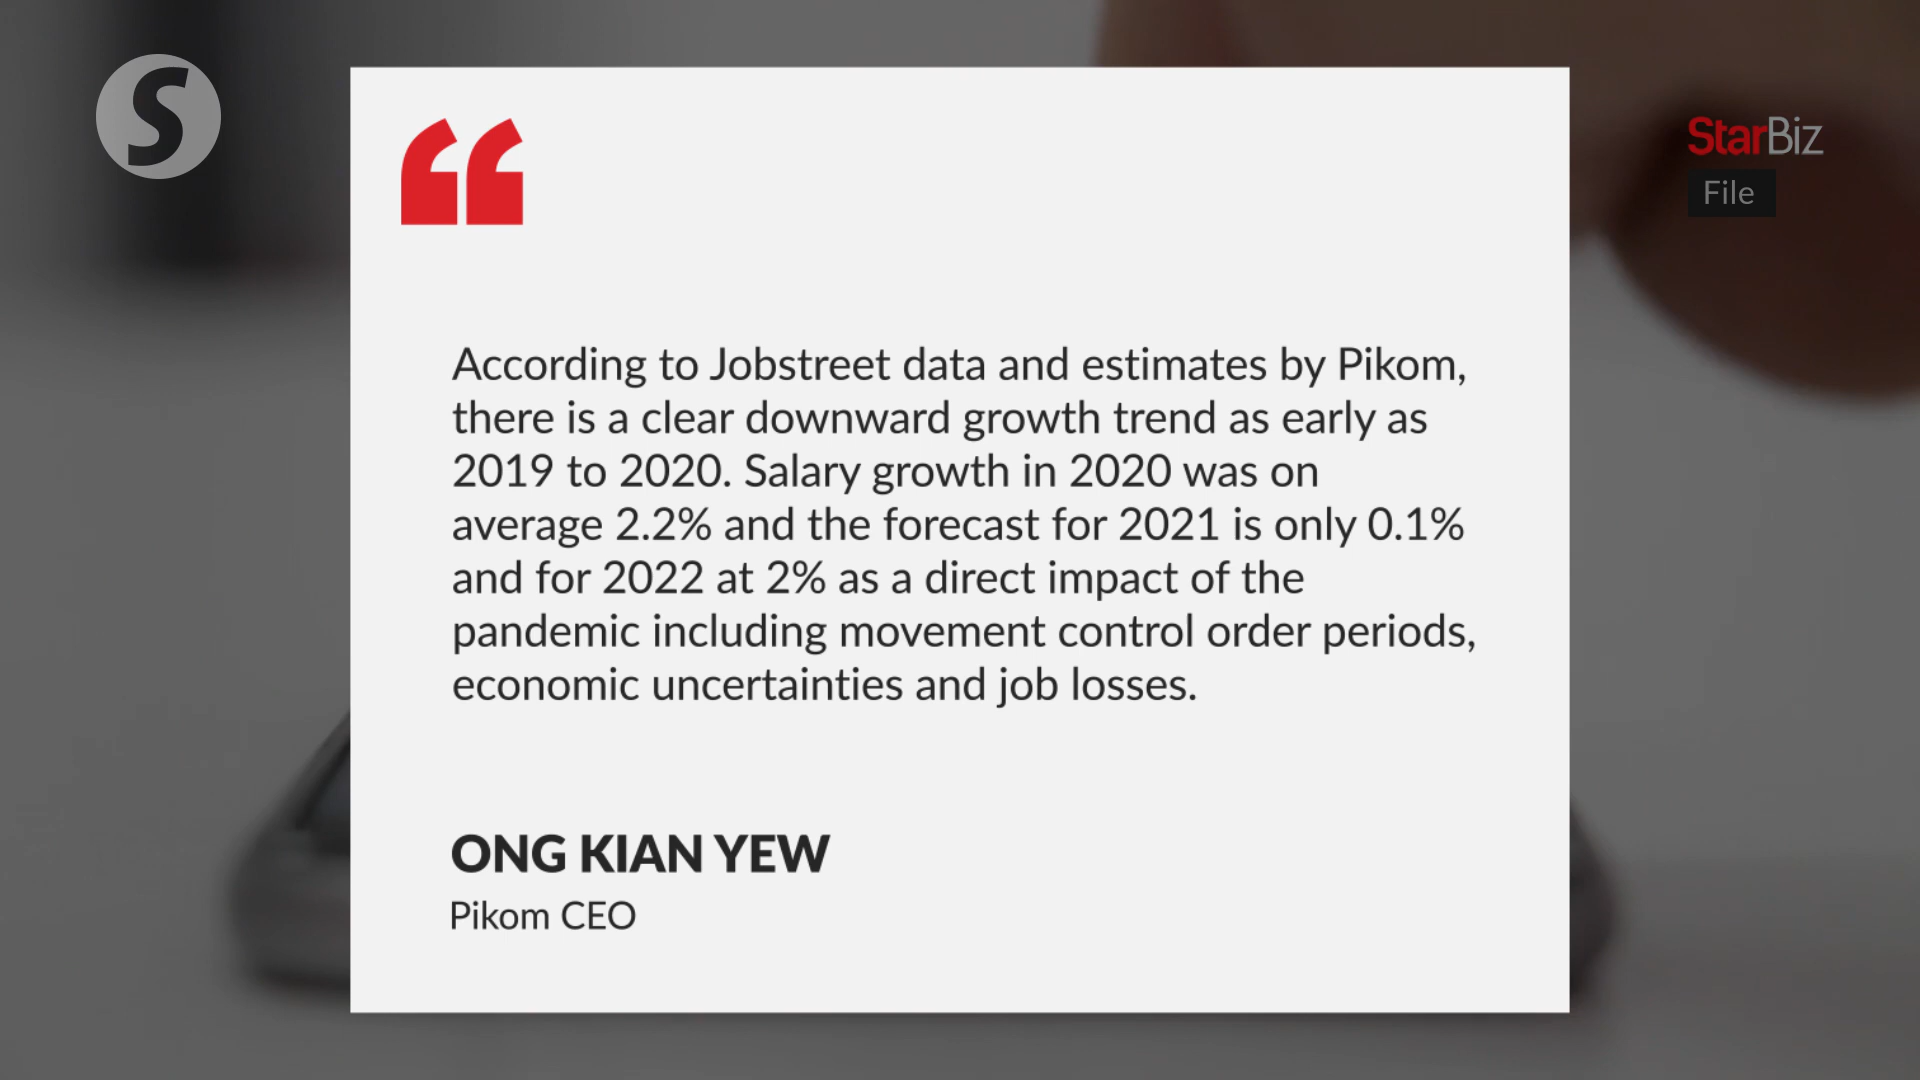 S
StarBiz
File
According to Jobstreet data and estimates by Pikom,
there is a clear downward growth trend as early as
2019 to 2020. Salary growth in 2020 was on
average 2.2% and the forecast for 2021 is only 0.1%
and for 2022 at 2% as a direct impact of the
pandemic including movement control order periods,
economic uncertainties and job losses.
ONG KIAN YEW
Pikom CEO